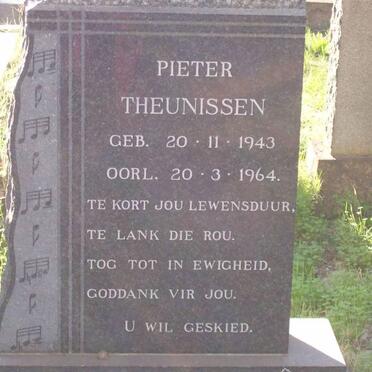 PIETER
THEUNISSEN
GEB. 20 · 11 · 1943
OORL. 20 · 3 · 1964.
TE KORT JOU LEWENSDUUR,
TE LANK DIE ROU.
TOG TOT IN EWIGHEID,
GODDANK VIR JOU.
U WIL GESKIED.